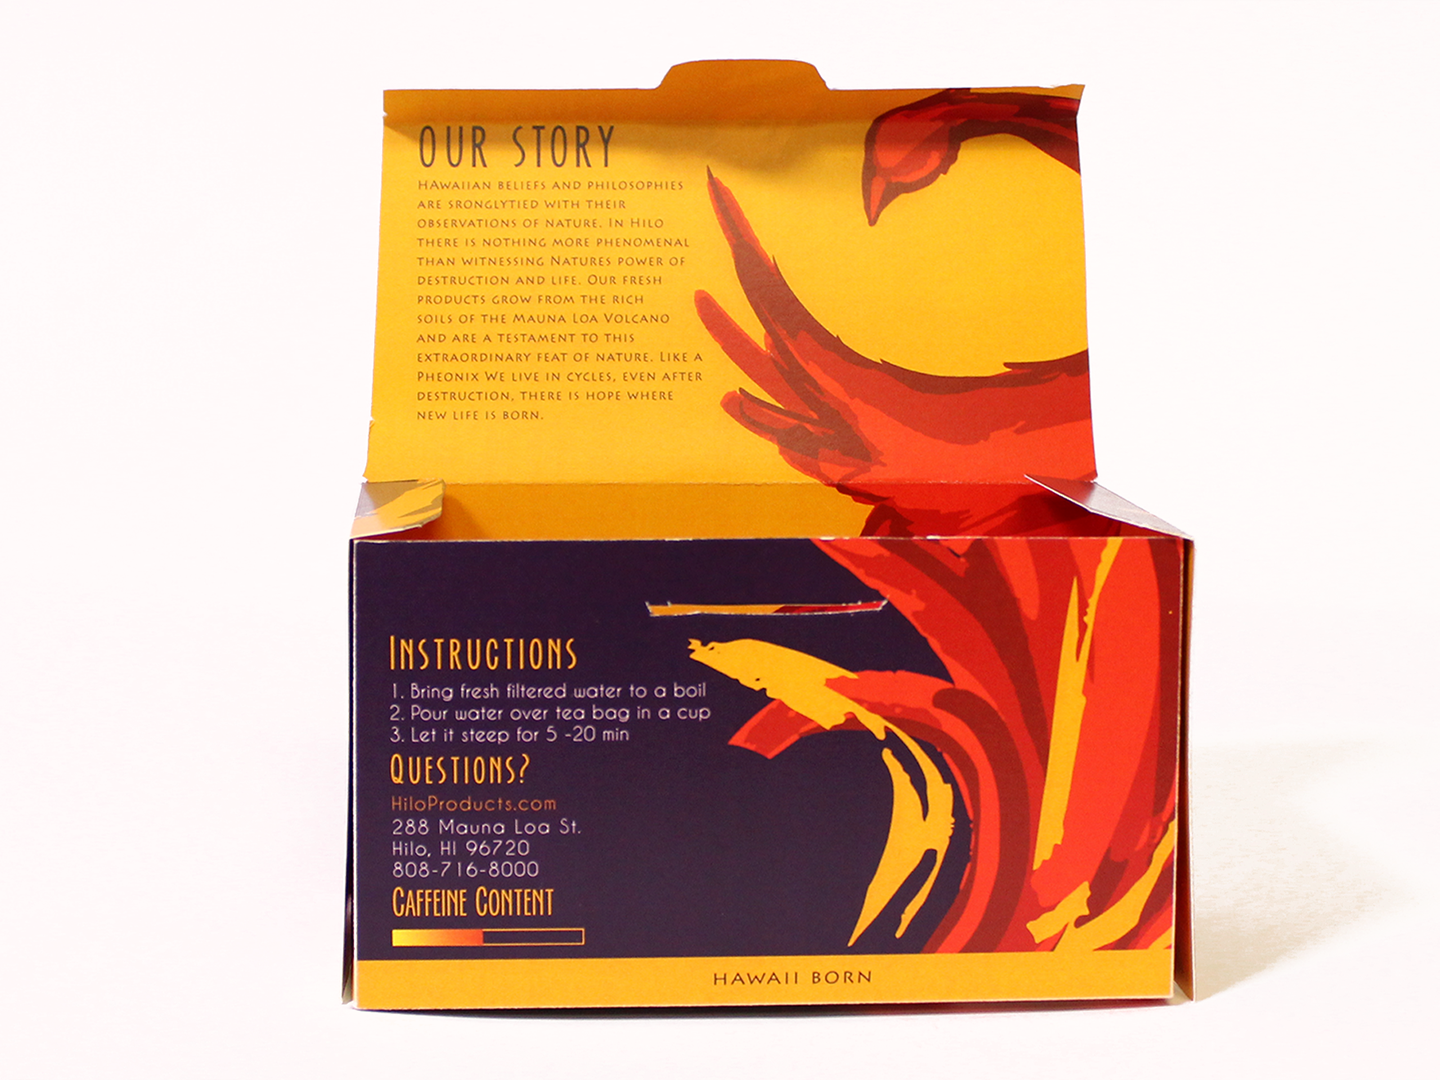 OUR STORY
HAWAIIAN BELIEFS AND PHILOSOPHIES
ARE SRONGLYTIED WITH THEIR
OBSERVATIONS OF NATURE. IN HILO
THERE IS NOTHING MORE PHENOMENAL
THAN WITNESSING NATURES POWER OF
DESTRUCTION AND LIFE. OUR FRESH
PRODUCTS GROW FROM THE RICH
SOILS OF THE MAUNA LOA VOLCANO
AND ARE A TESTAMENT TO THIS
EXTRAORDINARY FEAT OF NATURE. LIKE A
PHEONIX WE LIVE IN CYCLES, EVEN AFTER
DESTRUCTION, THERE IS HOPE WHERE
NEW LIFE IS BORN.
INSTRUCTIONS
1. Bring fresh filtered water to a boil
2. Pour water over tea bag in a cup
3. Let it steep for 5 -20 min
QUESTIONS?
HiloProducts.com
288 Mauna Loa St.
Hilo, HI 96720
808-716-8000
CAFFEINE CONTENT
HAWAII BORN